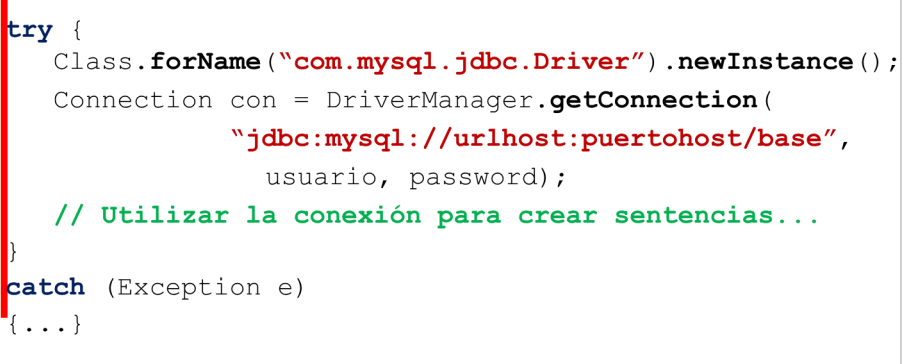 try {
Class.forName(“com.mysql.jdbc.Driver”).newInstance();
Connection con = DriverManager.getConnection(
“jdbc:mysql://urlhost:puertohost/base”,
usuario, password);
// Utilizar la conexión para crear sentencias...
}
catch (Exception e)
{...}